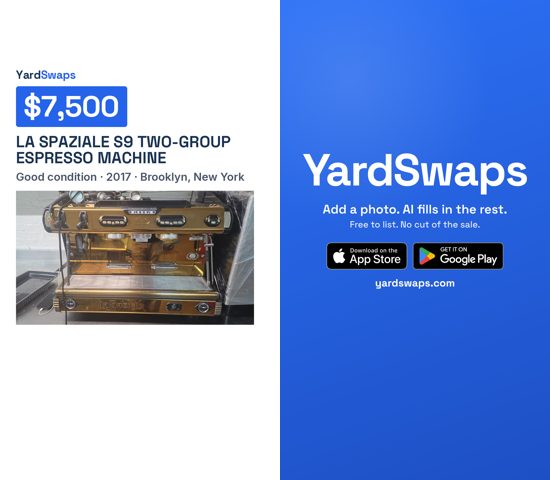 YardSwaps
$7,500
LA SPAZIALE S9 TWO-GROUP
ESPRESSO MACHINE
Good condition · 2017 · Brooklyn, New York
YardSwaps
Add a photo. AI fills in the rest.
Free to list. No cut of the sale.
Download on the
App Store
GET IT ON
Google Play
yardswaps.com